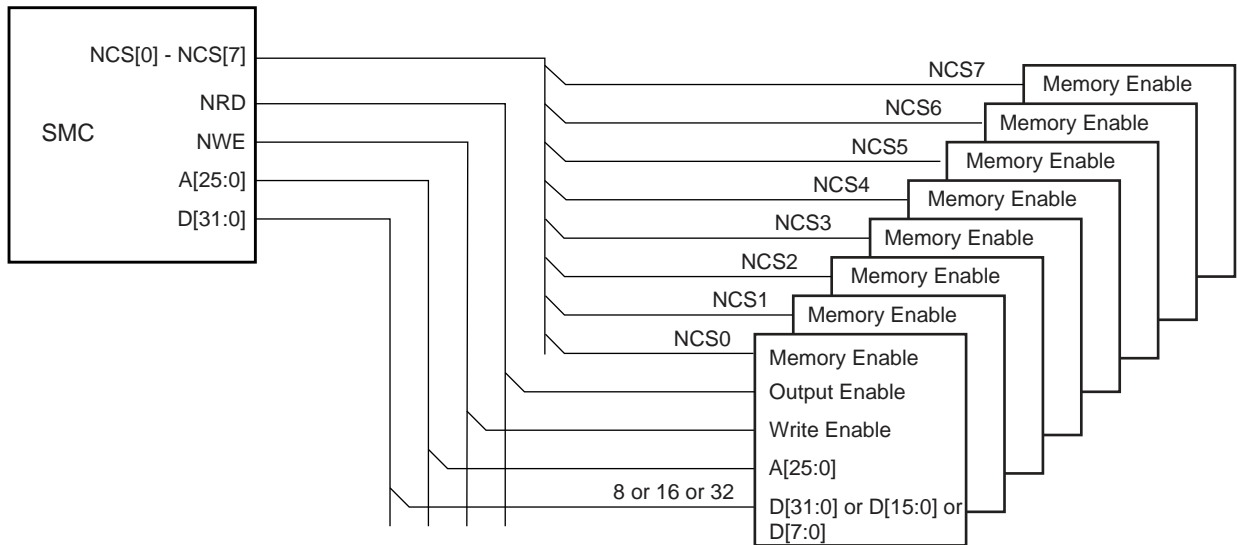 NCS[0] - NCS[7]
NRD
SMC
NWE
A[25:0]
D[31:0]
NCS7
Memory Enable
NCS6
Memory Enable
NCS5
Memory Enable
NCS4
Memory Enable
NCS3
Memory Enable
NCS2
Memory Enable
NCS1
Memory Enable
NCS0
Memory Enable
Output Enable
Write Enable
A[25:0]
8 or 16 or 32
D[31:0] or D[15:0] or
D[7:0]